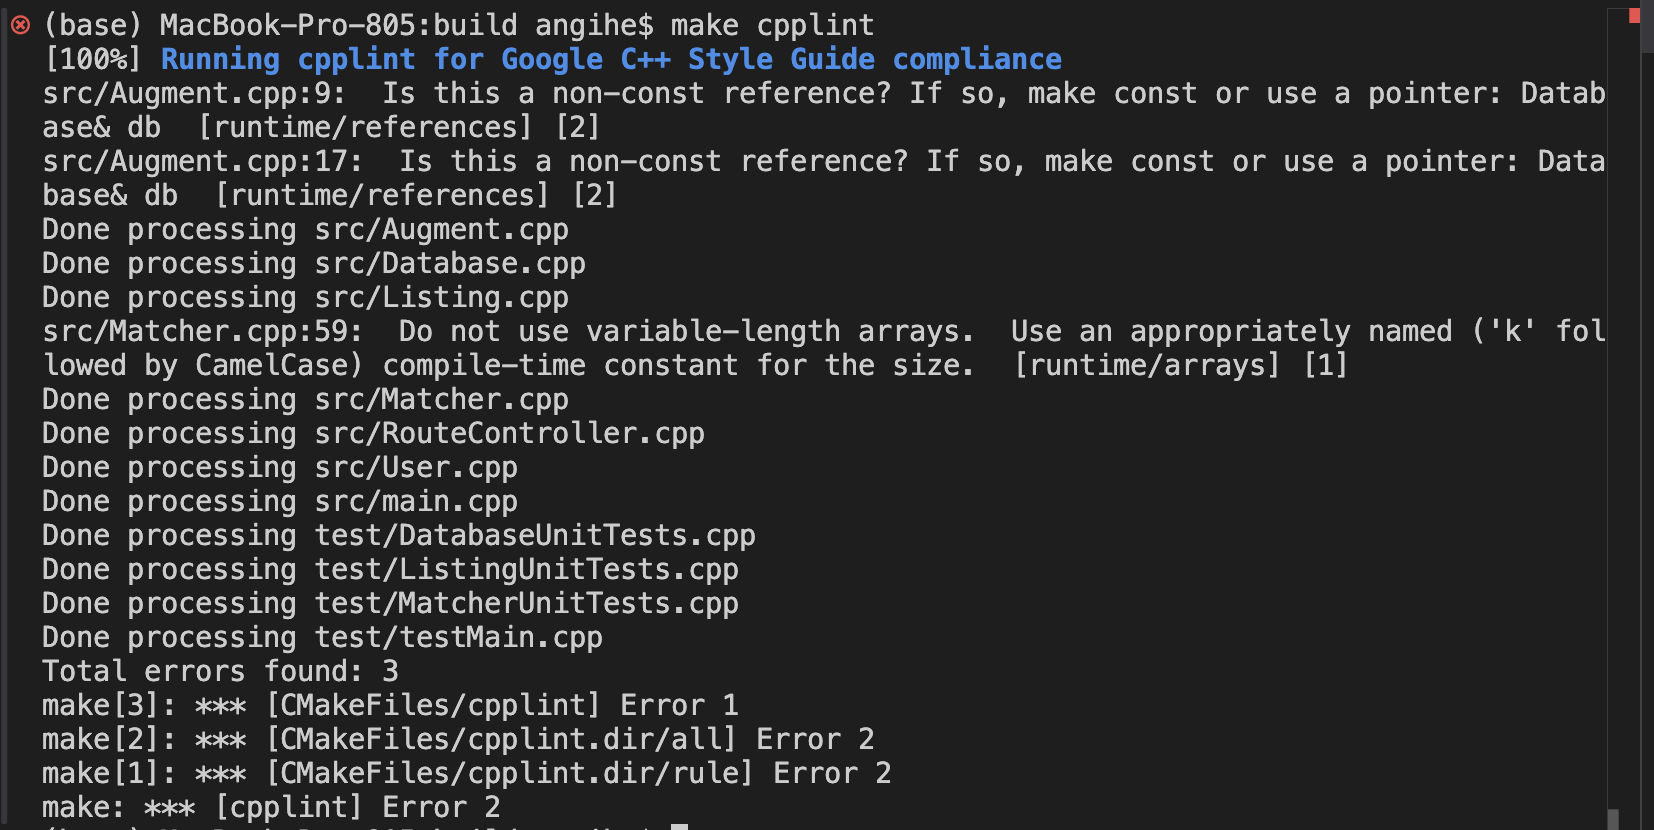 (base) MacBook-Pro-805:build angihe$ make cpplint
[100%] Running cpplint for Google C++ Style Guide compliance
src/Augment.cpp:9:  Is this a non-const reference? If so, make const or use a pointer: Datab
ase& db  [runtime/references] [2]
src/Augment.cpp:17:  Is this a non-const reference? If so, make const or use a pointer: Data
base& db  [runtime/references] [2]
Done processing src/Augment.cpp
Done processing src/Database.cpp
Done processing src/Listing.cpp
src/Matcher.cpp:59:  Do not use variable-length arrays.  Use an appropriately named ('k' fol
lowed by CamelCase) compile-time constant for the size.  [runtime/arrays] [1]
Done processing src/Matcher.cpp
Done processing src/RouteController.cpp
Done processing src/User.cpp
Done processing src/main.cpp
Done processing test/DatabaseUnitTests.cpp
Done processing test/ListingUnitTests.cpp
Done processing test/MatcherUnitTests.cpp
Done processing test/testMain.cpp
Total errors found: 3
make[3]: *** [CMakeFiles/cpplint] Error 1
make[2]: *** [CMakeFiles/cpplint.dir/all] Error 2
make[1]: *** [CMakeFiles/cpplint.dir/rule] Error 2
make: *** [cpplint] Error 2